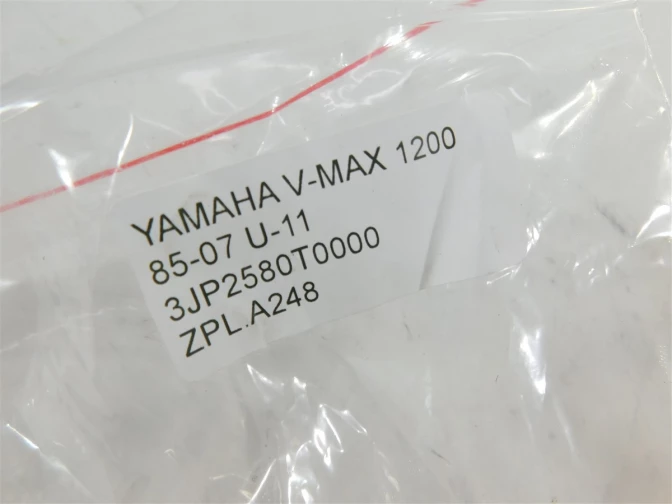 YAMAHA V-MAX 1200
85-07 U-11
3JP2580T0000
ZPL.A248